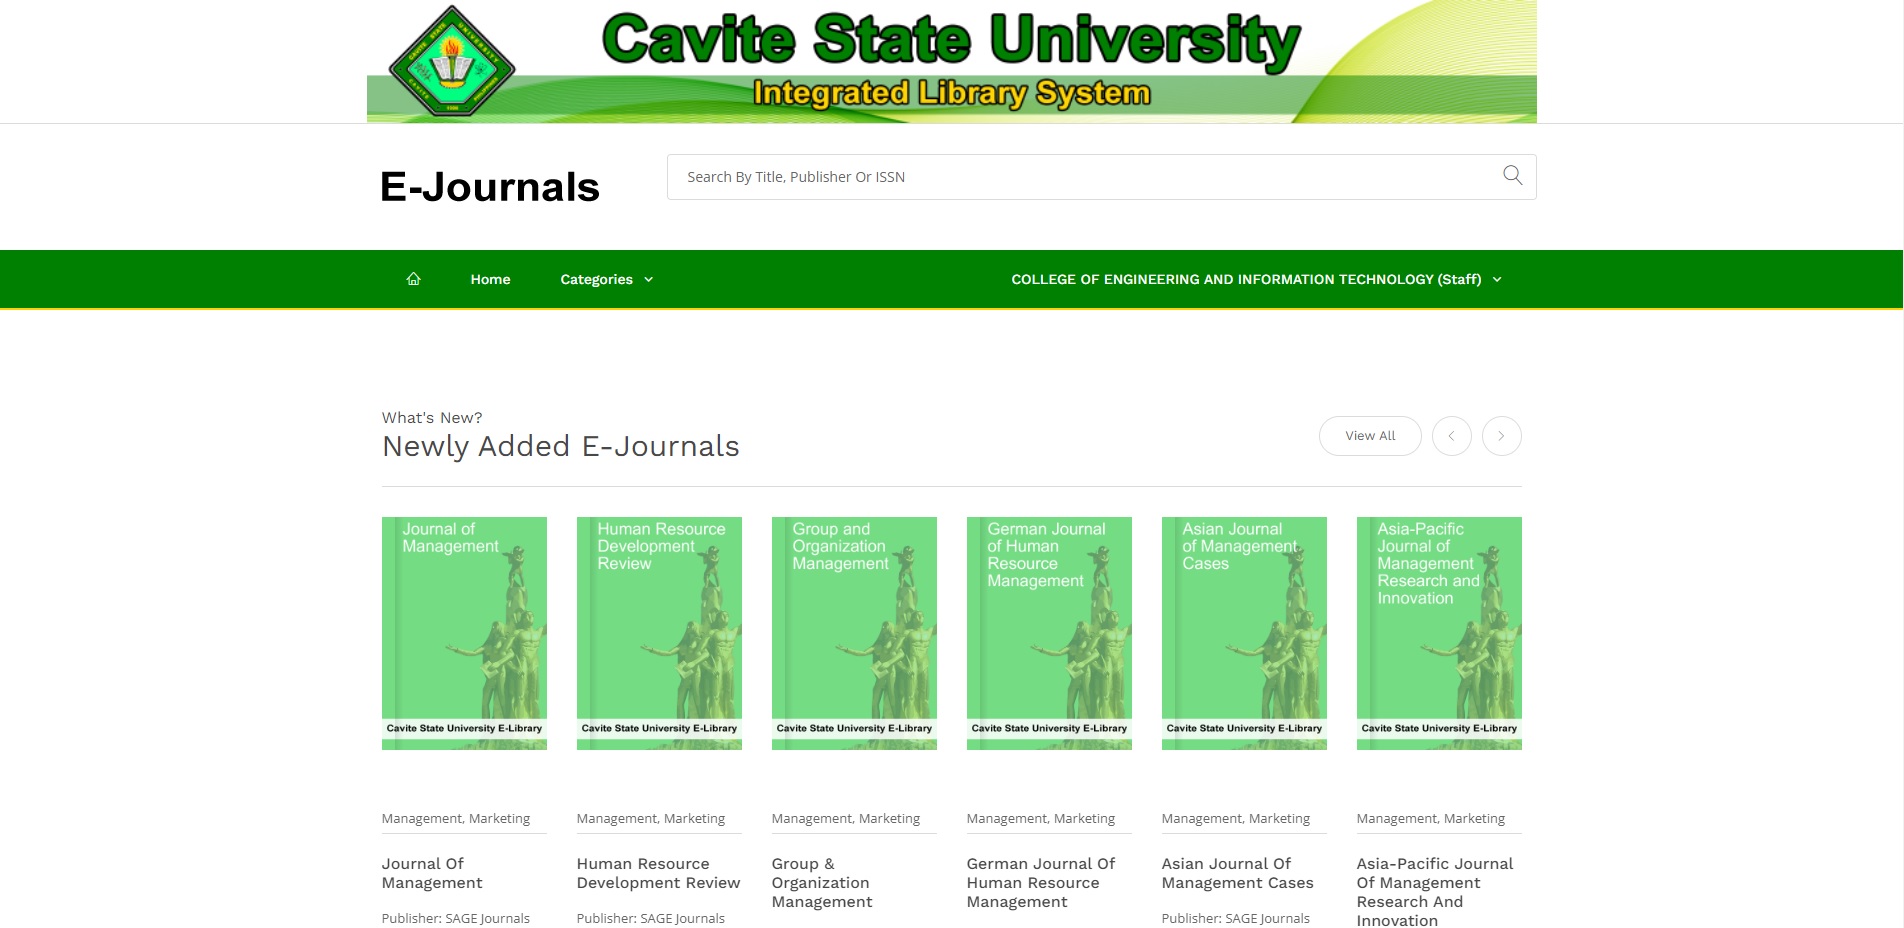 Cavite State University
Integrated Library System
E-Journals
Search By Title, Publisher Or ISSN
Home
Categories
COLLEGE OF ENGINEERING AND INFORMATION TECHNOLOGY (Staff)
What's New?
Newly Added E-Journals
View All
Journal of
Management
Cavite State University E-Library
Human Resource
Development
Review
Cavite State University E-Library
Group and
Organization
Management
Cavite State University E-Library
German Journal
of Human
Resource
Management
Cavite State University E-Library
Asian Journal
of Management
Cases
Cavite State University E-Library
Asia-Pacific
Journal of
Management
Research and
Innovation
Cavite State University E-Library
Management, Marketing
Journal Of
Management
Publisher: SAGE Journals
Management, Marketing
Human Resource
Development Review
Publisher: SAGE Journals
Management, Marketing
Group &
Organization
Management
Management, Marketing
German Journal Of
Human Resource
Management
Management, Marketing
Asian Journal Of
Management Cases
Publisher: SAGE Journals
Management, Marketing
Asia-Pacific Journal
Of Management
Research And
Innovation